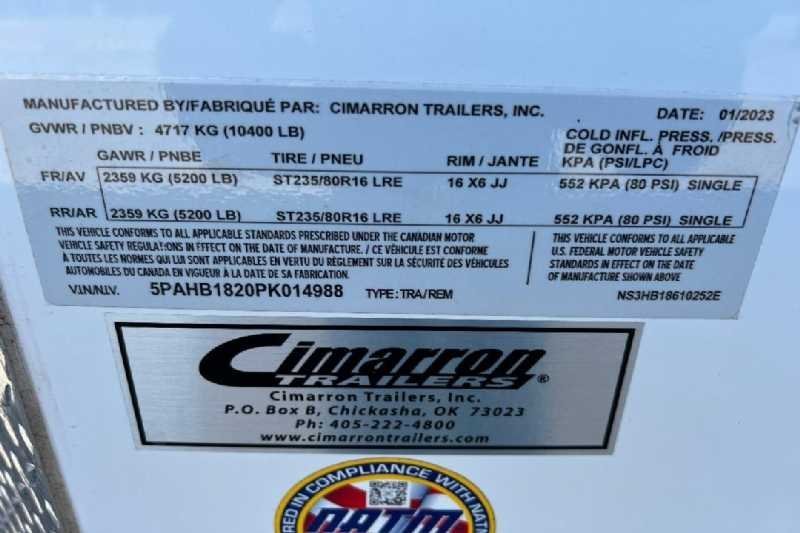 MANUFACTURED BY/FABRIQUÉ PAR: CIMARRON TRAILERS, INC. DATE: 01/2023
GVWR / PNBV : 4717 KG (10400 LB)
COLD INFL. PRESS./PRESS.
DE GONFL. À FROID
GAWR / PNBE TIRE / PNEU RIM / JANTE KPA (PSI/LPC)
FR/AV 2359 KG (5200 LB) ST235/80R16 LRE 16 X6 JJ 552 KPA (80 PSI) SINGLE
RR/AR 2359 KG (5200 LB) ST235/80R16 LRE 16 X6 JJ 552 KPA (80 PSI) SINGLE
THIS VEHICLE CONFORMS TO ALL APPLICABLE STANDARDS PRESCRIBED UNDER THE CANADIAN MOTOR
VEHICLE SAFETY REGULATIONS IN EFFECT ON THE DATE OF MANUFACTURE. / CE VÉHICULE EST CONFORME
À TOUTES LES NORMES QUI LUI SONT APPLICABLES EN VERTU DU RÈGLEMENT SUR LA SÉCURITÉ DES VÉHICULES
AUTOMOBILES DU CANADA EN VIGUEUR À LA DATE DE SA FABRICATION.
THIS VEHICLE CONFORMS TO ALL APPLICABLE
U.S. FEDERAL MOTOR VEHICLE SAFETY
STANDARDS IN EFFECT ON THE DATE
OF MANUFACTURE SHOWN ABOVE
V.I.N/N.I.V. 5PAHB1820PK014988 TYPE: TRA/REM NS3HB18610252E
Cimarron
TRAILERS®
Cimarron Trailers, Inc.
P.O. Box B, Chickasha, OK 73023
Ph: 405-222-4800
www.cimarrontrailers.com
IN COMPLIANCE WITH
NATM